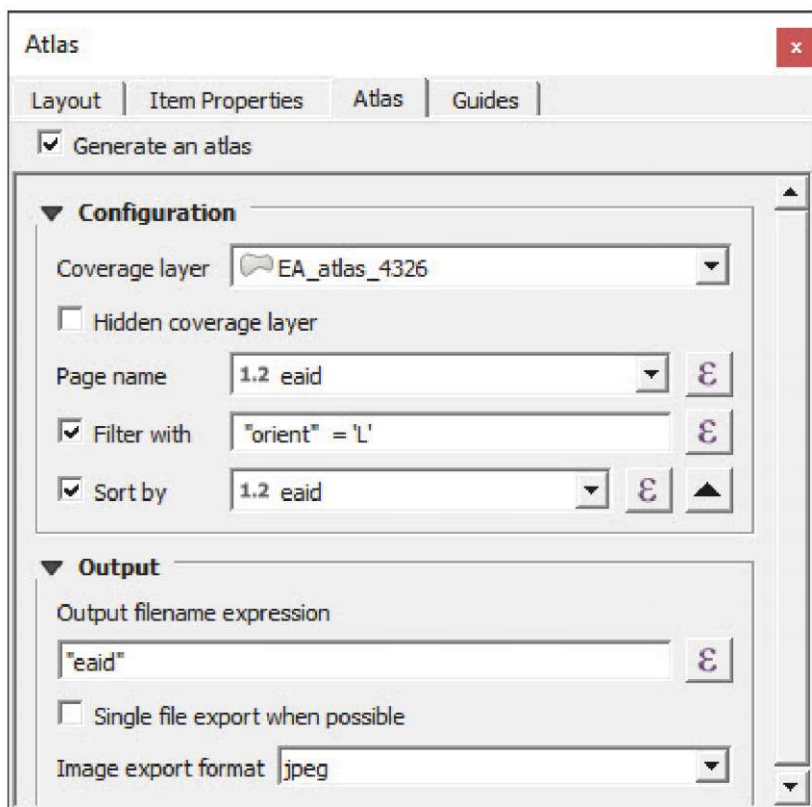 Atlas x
Layout Item Properties Atlas Guides
Generate an atlas
Configuration
Coverage layer EA_atlas_4326
Hidden coverage layer
Page name 1.2 eaid ε
Filter with "orient" = 'L' ε
Sort by 1.2 eaid ε
Output
Output filename expression
"eaid" ε
Single file export when possible
Image export format jpeg